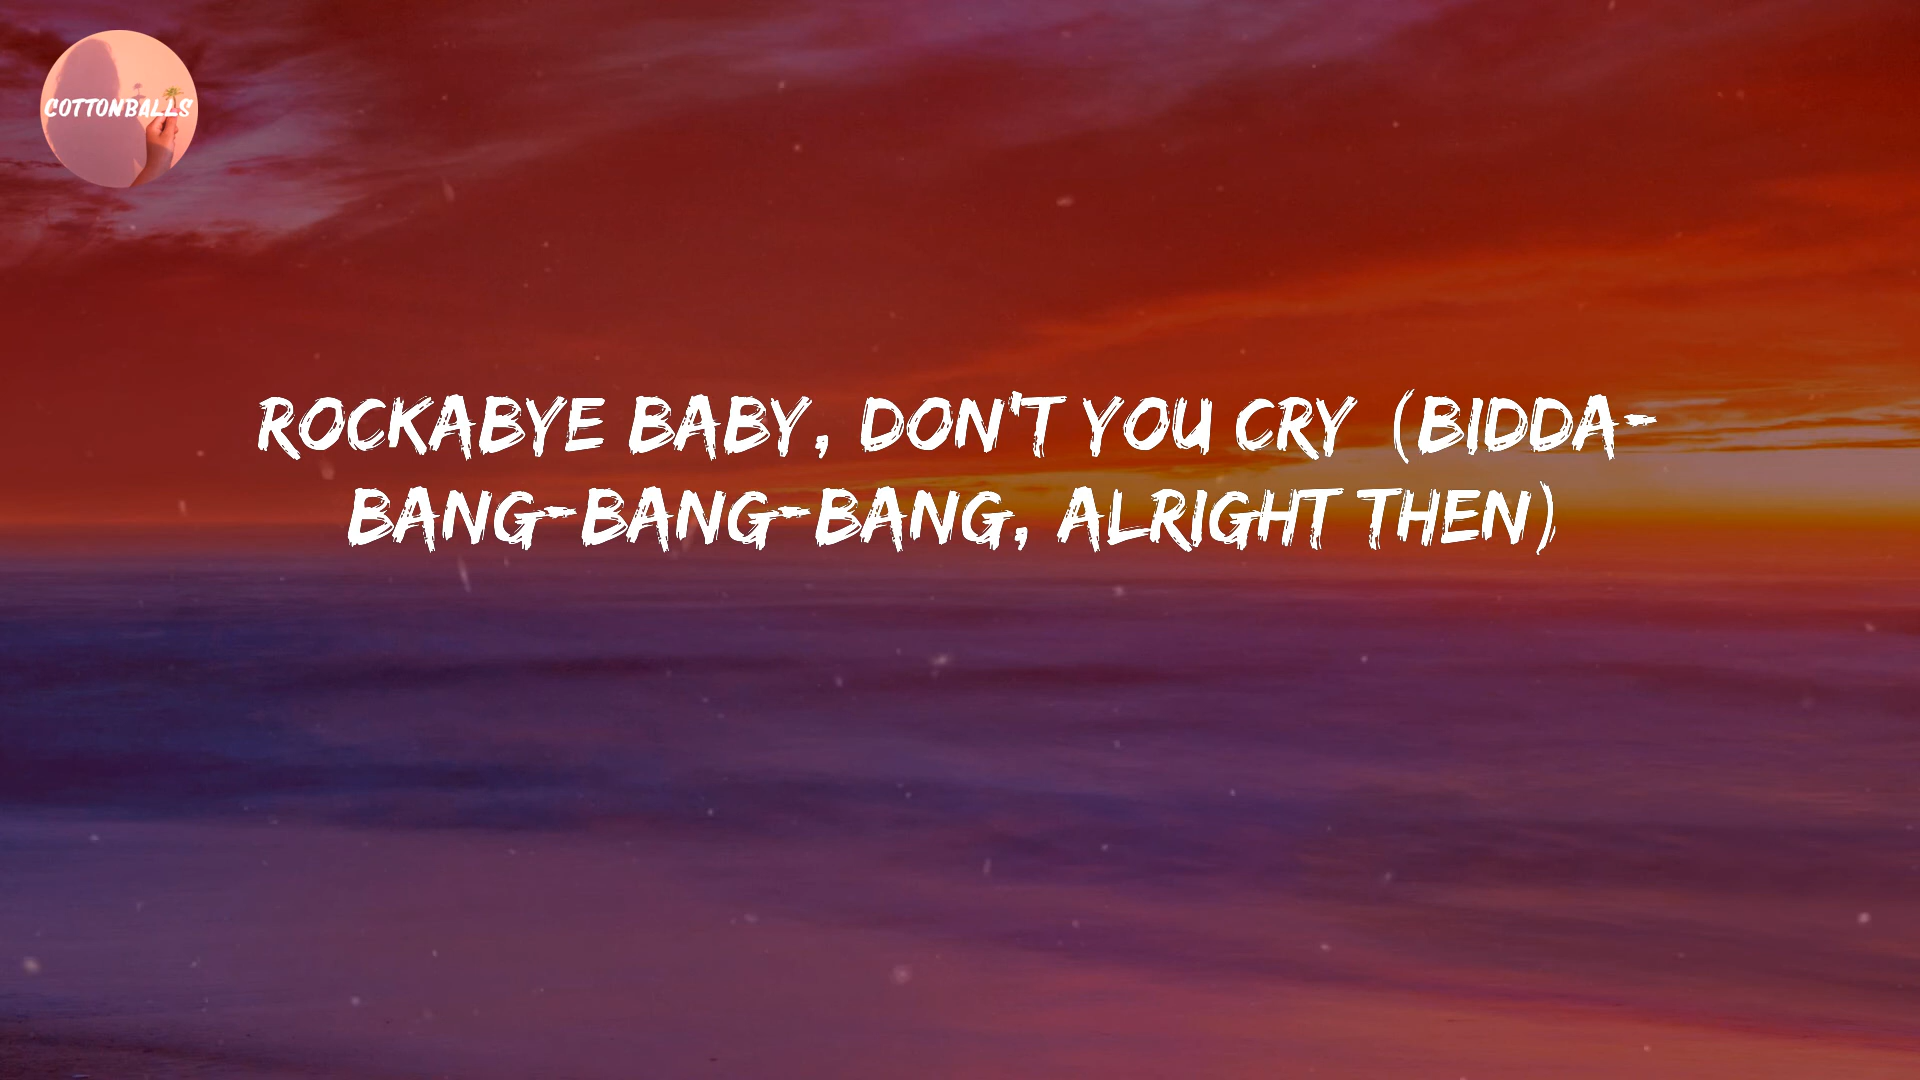 COTTONBALLS
ROCKABYE BABY, DON'T YOU CRY (BIDDA-
BANG-BANG-BANG, ALRIGHT THEN)